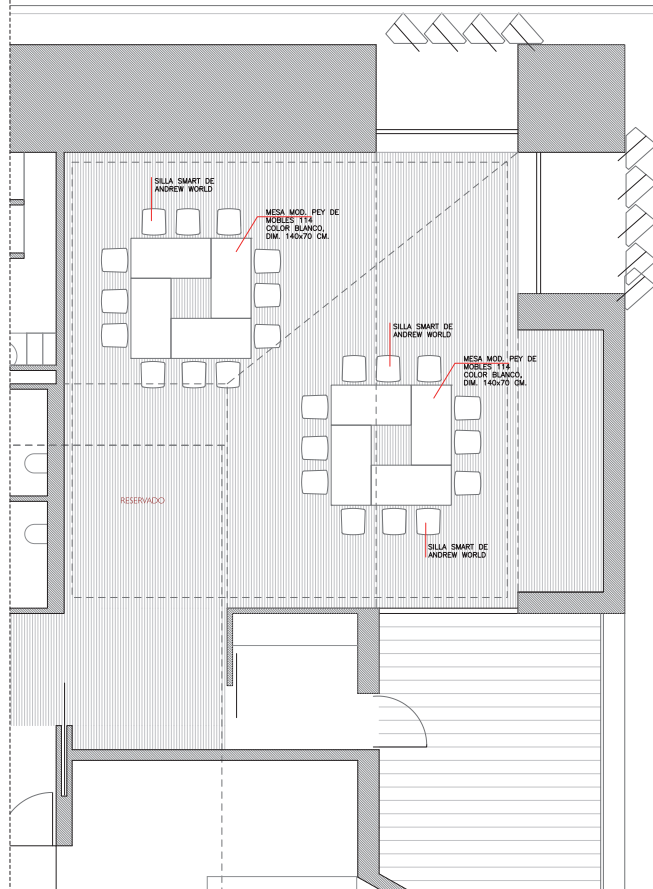 SILLA SMART DE
ANDREW WORLD
MESA MOD. PEY DE
MOBLES 114
COLOR BLANCO,
DIM. 140x70 CM.
SILLA SMART DE
ANDREW WORLD
MESA MOD. PEY DE
MOBLES 114
COLOR BLANCO,
DIM. 140x70 CM.
RESERVADO
SILLA SMART DE
ANDREW WORLD